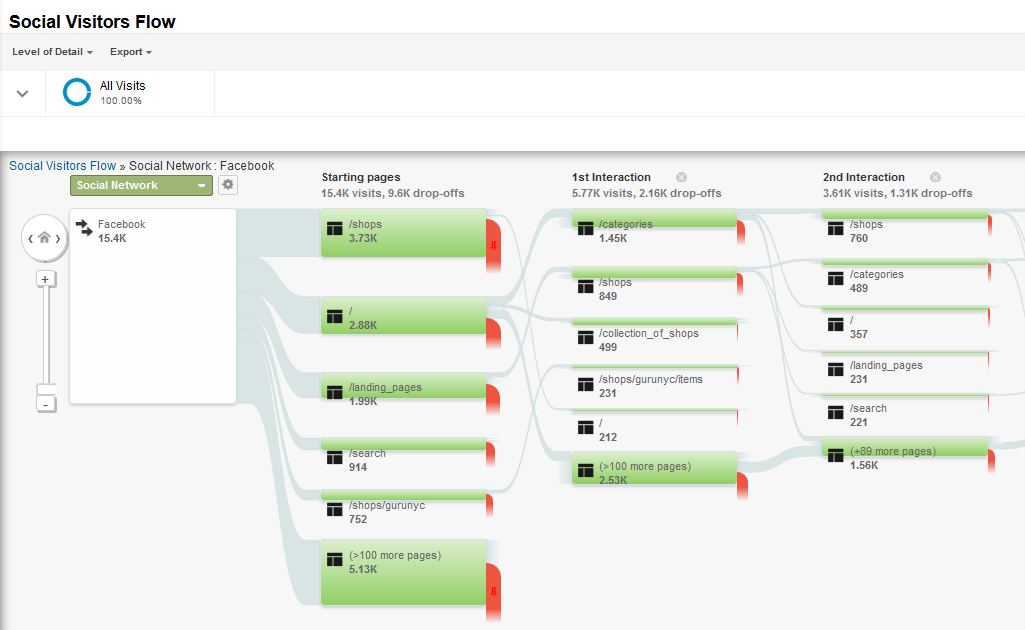 Social Visitors Flow
Level of Detail
Export
All Visits
100.00%
Social Visitors Flow » Social Network : Facebook
Social Network
Facebook
15.4K
+
-
Starting pages
15.4K visits, 9.6K drop-offs
/shops
3.73K
/
2.88K
/landing_pages
1.99K
/search
914
/shops/gurunyc
752
(>100 more pages)
5.13K
1st Interaction
5.77K visits, 2.16K drop-offs
/categories
1.45K
/shops
849
/collection_of_shops
499
/shops/gurunyc/items
231
/
212
(>100 more pages)
2.53K
2nd Interaction
3.61K visits, 1.31K drop-offs
/shops
760
/categories
489
/
357
/landing_pages
231
/search
221
(+89 more pages)
1.56K